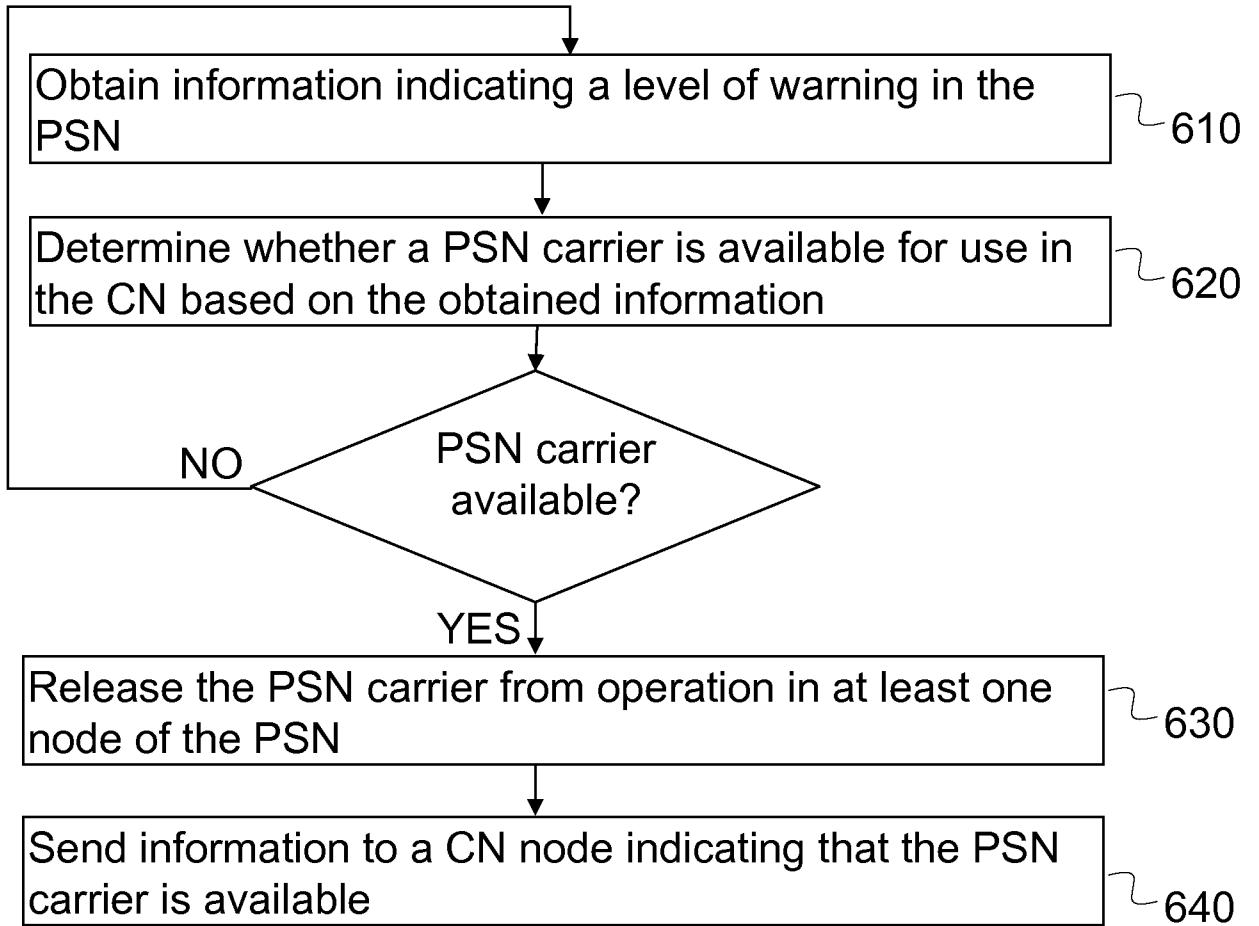 Obtain information indicating a level of warning in the
PSN
610
Determine whether a PSN carrier is available for use in
the CN based on the obtained information
620
PSN carrier
available?
NO
YES
Release the PSN carrier from operation in at least one
node of the PSN
630
Send information to a CN node indicating that the PSN
carrier is available
640